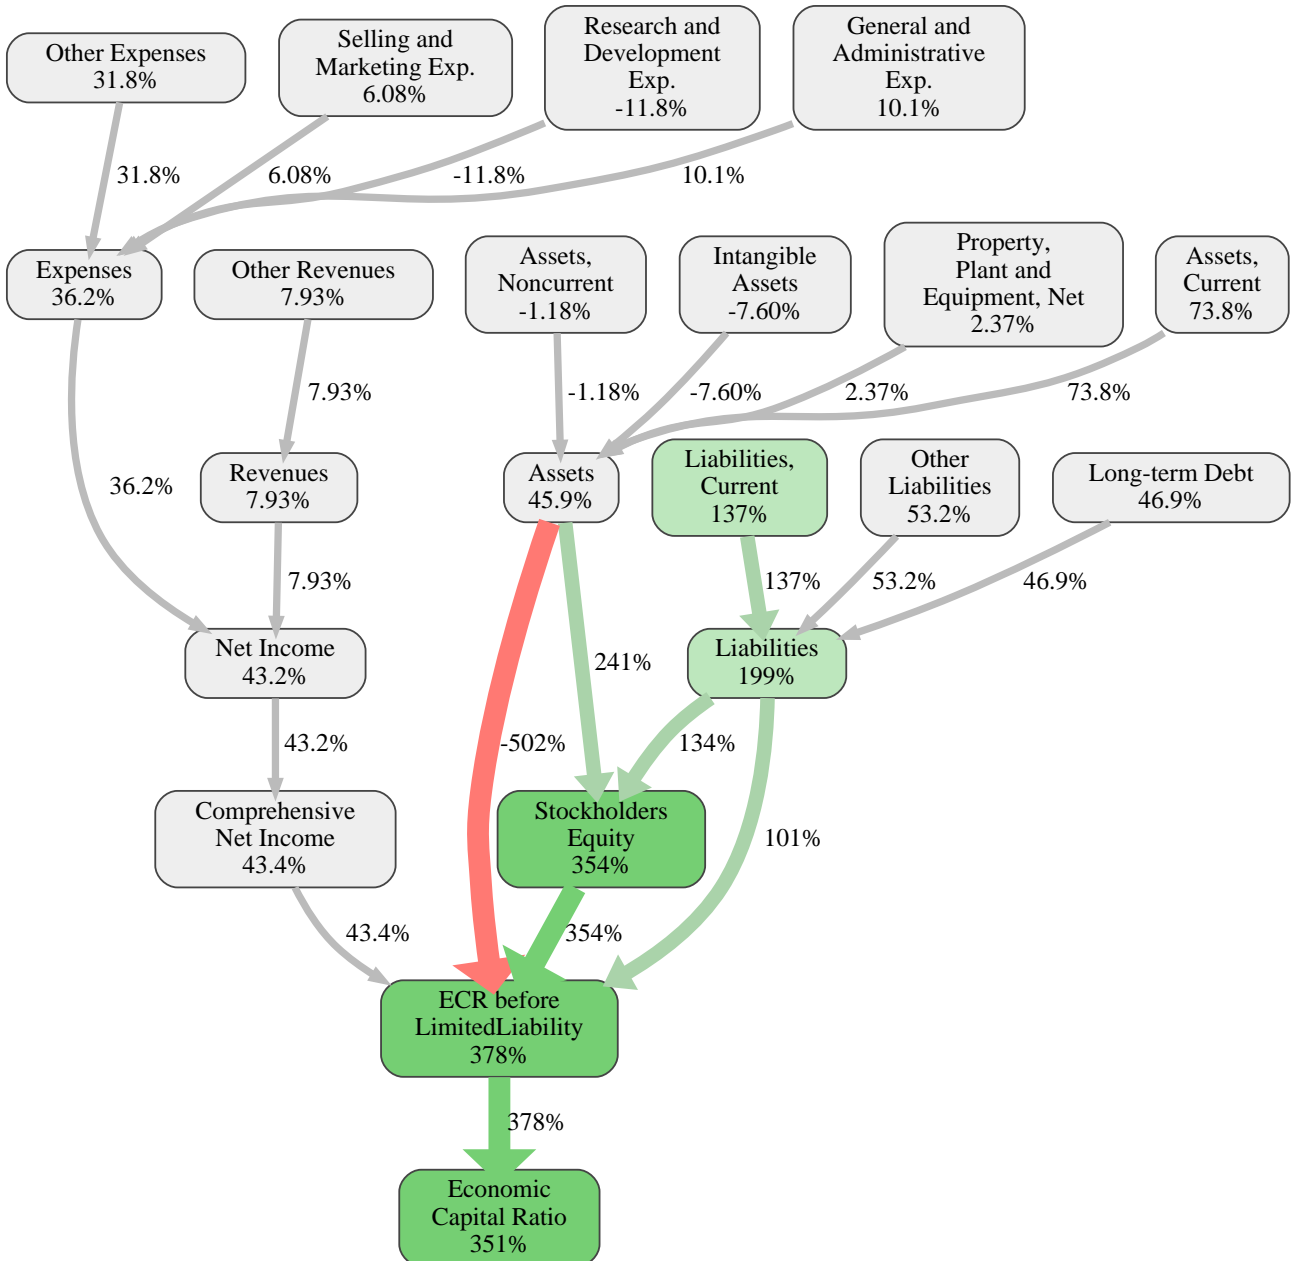 Other Expenses
31.8%
Selling and
Marketing Exp.
6.08%
Research and
Development
Exp.
-11.8%
General and
Administrative
Exp.
10.1%
31.8%
6.08%
-11.8%
10.1%
Expenses
36.2%
Other Revenues
7.93%
Assets,
Noncurrent
-1.18%
Intangible
Assets
-7.60%
Property,
Plant and
Equipment, Net
2.37%
Assets,
Current
73.8%
7.93%
-1.18%
-7.60%
2.37%
73.8%
36.2%
Revenues
7.93%
Assets
45.9%
Liabilities,
Current
137%
Other
Liabilities
53.2%
Long-term Debt
46.9%
7.93%
137%
53.2%
46.9%
Net Income
43.2%
241%
Liabilities
199%
43.2%
-502%
134%
Comprehensive
Net Income
43.4%
Stockholders
Equity
354%
101%
43.4%
354%
ECR before
LimitedLiability
378%
378%
Economic
Capital Ratio
351%